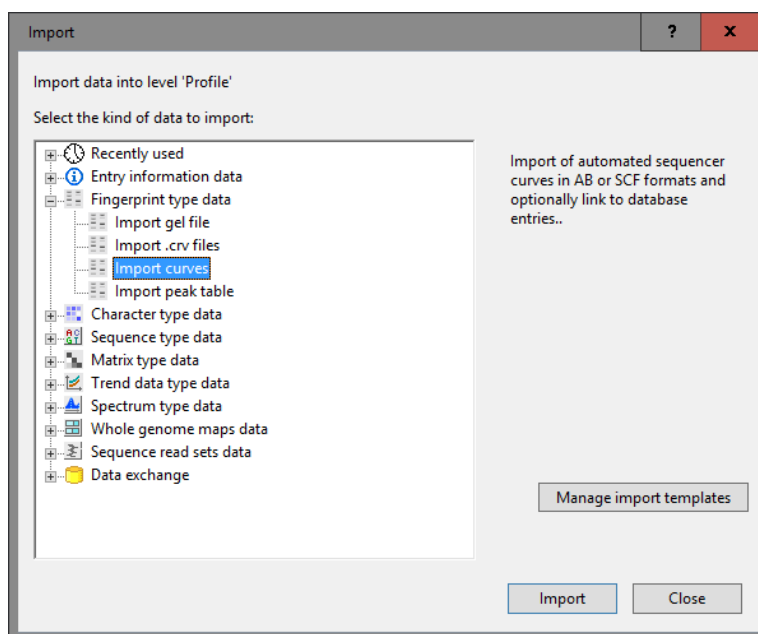 Import
?
x
Import data into level 'Profile'
Select the kind of data to import:
Recently used
Entry information data
Fingerprint type data
Import gel file
Import .crv files
Import curves
Import peak table
Character type data
Sequence type data
Matrix type data
Trend data type data
Spectrum type data
Whole genome maps data
Sequence read sets data
Data exchange
Import of automated sequencer
curves in AB or SCF formats and
optionally link to database
entries..
Manage import templates
Import
Close